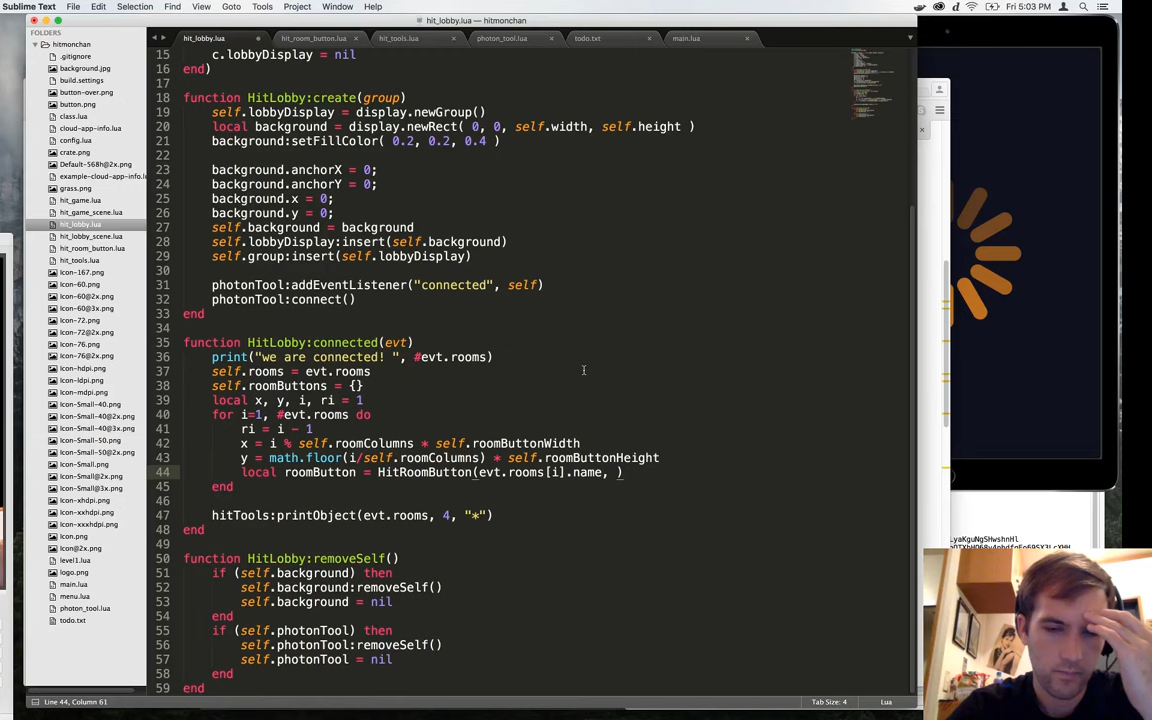 Sublime Text File Edit Selection Find View Goto Tools Project Window Help
Fri 5:03 PM
hit_lobby.lua — hitmonchan
FOLDERS
hitmonchan
.gitignore
background.jpg
build.settings
button-over.png
button.png
class.lua
cloud-app-info.lua
config.lua
crate.png
Default-568h@2x.png
example-cloud-app-info.lua
grass.png
hit_game.lua
hit_game_scene.lua
hit_lobby.lua
hit_lobby_scene.lua
hit_room_button.lua
hit_tools.lua
Icon-167.png
Icon-60.png
Icon-60@2x.png
Icon-60@3x.png
Icon-72.png
Icon-72@2x.png
Icon-76.png
Icon-76@2x.png
Icon-hdpi.png
Icon-ldpi.png
Icon-mdpi.png
Icon-Small-40.png
Icon-Small-40@2x.png
Icon-Small-40@3x.png
Icon-Small-50.png
Icon-Small-50@2x.png
Icon-Small.png
Icon-Small@2x.png
Icon-Small@3x.png
Icon-xhdpi.png
Icon-xxhdpi.png
Icon-xxxhdpi.png
Icon.png
Icon@2x.png
level1.lua
logo.png
main.lua
menu.lua
photon_tool.lua
todo.txt
hit_lobby.lua hit_room_button.lua hit_tools.lua photon_tool.lua todo.txt main.lua
15 c.lobbyDisplay = nil
16 end)
17
18 function HitLobby:create(group)
19 self.lobbyDisplay = display.newGroup()
20 local background = display.newRect( 0, 0, self.width, self.height )
21 background:setFillColor( 0.2, 0.2, 0.4 )
22
23 background.anchorX = 0;
24 background.anchorY = 0;
25 background.x = 0;
26 background.y = 0;
27 self.background = background
28 self.lobbyDisplay:insert(self.background)
29 self.group:insert(self.lobbyDisplay)
30
31 photonTool:addEventListener("connected", self)
32 photonTool:connect()
33 end
34
35 function HitLobby:connected(evt)
36 print("we are connected! ", #evt.rooms)
37 self.rooms = evt.rooms
38 self.roomButtons = {}
39 local x, y, i, ri = 1
40 for i=1, #evt.rooms do
41 ri = i - 1
42 x = i % self.roomColumns * self.roomButtonWidth
43 y = math.floor(i/self.roomColumns) * self.roomButtonHeight
44 local roomButton = HitRoomButton(evt.rooms[i].name, )
45 end
46
47 hitTools:printObject(evt.rooms, 4, "*")
48 end
49
50 function HitLobby:removeSelf()
51 if (self.background) then
52 self.background:removeSelf()
53 self.background = nil
54 end
55 if (self.photonTool) then
56 self.photonTool:removeSelf()
57 self.photonTool = nil
58 end
59 end
Line 44, Column 61
Tab Size: 4
Lua